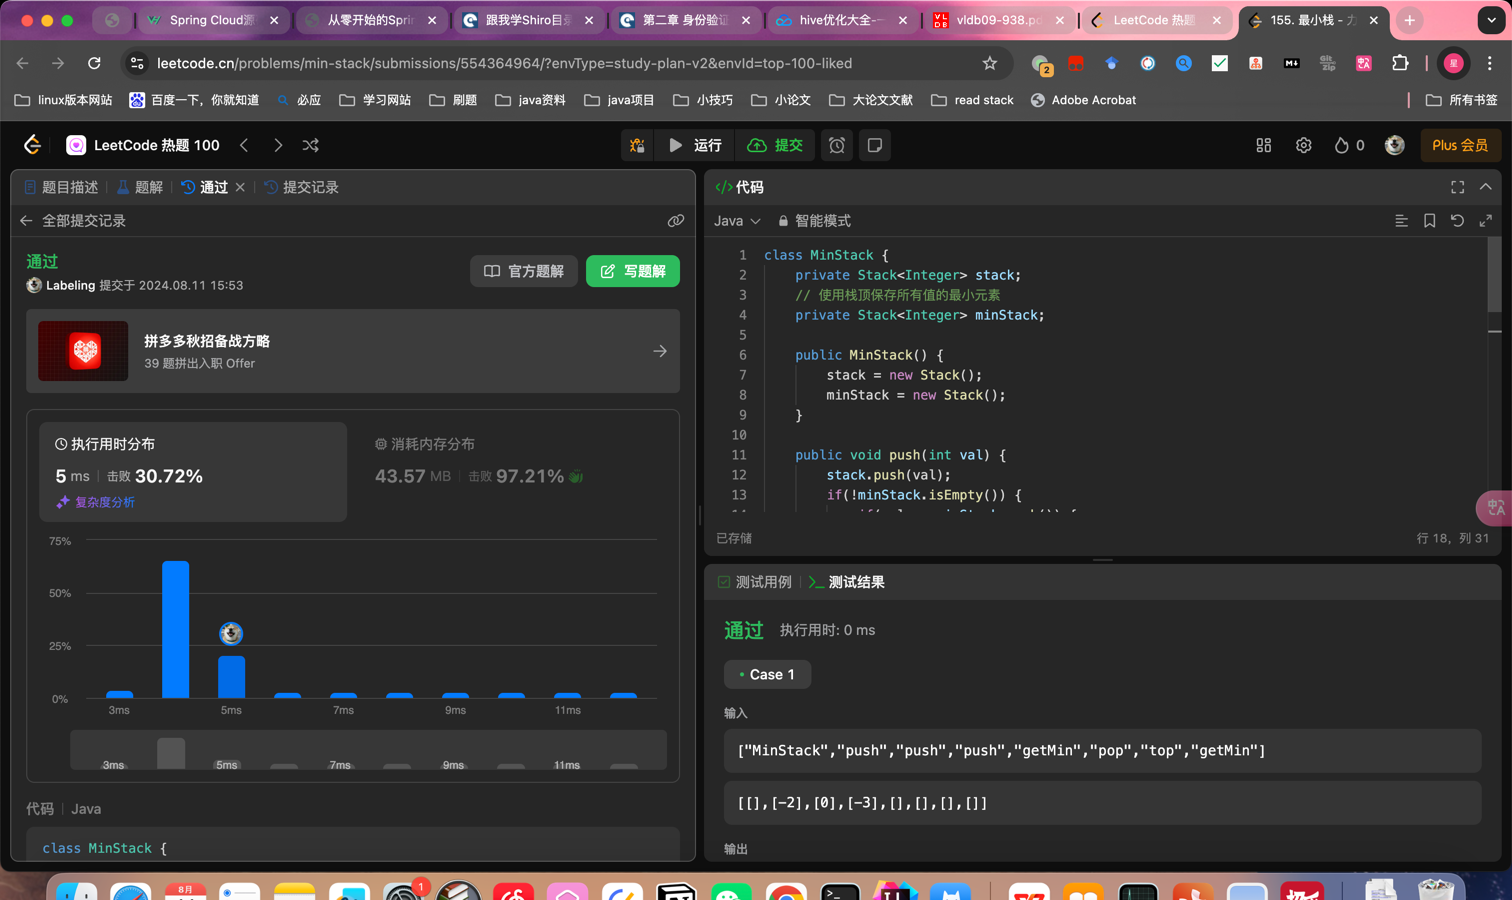 Spring Cloud源
从零开始的Sprin
跟我学Shiro目录
第二章 身份验证
hive优化大全-一
vldb09-938.pd
LeetCode 热题
155. 最小栈 - 力
leetcode.cn/problems/min-stack/submissions/554364964/?envType=study-plan-v2&envId=top-100-liked
2
星
linux版本网站
百度一下，你就知道
必应
学习网站
刷题
java资料
java项目
小技巧
小论文
大论文文献
read stack
Adobe Acrobat
所有书签
LeetCode 热题 100
运行
提交
0
Plus 会员
题目描述
题解
通过
提交记录
全部提交记录
通过
官方题解
写题解
Labeling 提交于 2024.08.11 15:53
拼多多秋招备战方略
39 题拼出入职 Offer
执行用时分布
5 ms 击败 30.72%
复杂度分析
消耗内存分布
43.57 MB 击败 97.21%
75%
50%
25%
0%
3ms 5ms 7ms 9ms 11ms
3ms 5ms 7ms 9ms 11ms
代码 Java
class MinStack {
代码
Java
智能模式
1 class MinStack {
2 private Stack<Integer> stack;
3 // 使用栈顶保存所有值的最小元素
4 private Stack<Integer> minStack;
5
6 public MinStack() {
7 stack = new Stack();
8 minStack = new Stack();
9 }
10
11 public void push(int val) {
12 stack.push(val);
13 if(!minStack.isEmpty()) {
已存储
行 18，列 31
测试用例
测试结果
通过 执行用时: 0 ms
Case 1
输入
["MinStack","push","push","push","getMin","pop","top","getMin"]
[[],[-2],[0],[-3],[],[],[],[]]
输出
8月
1